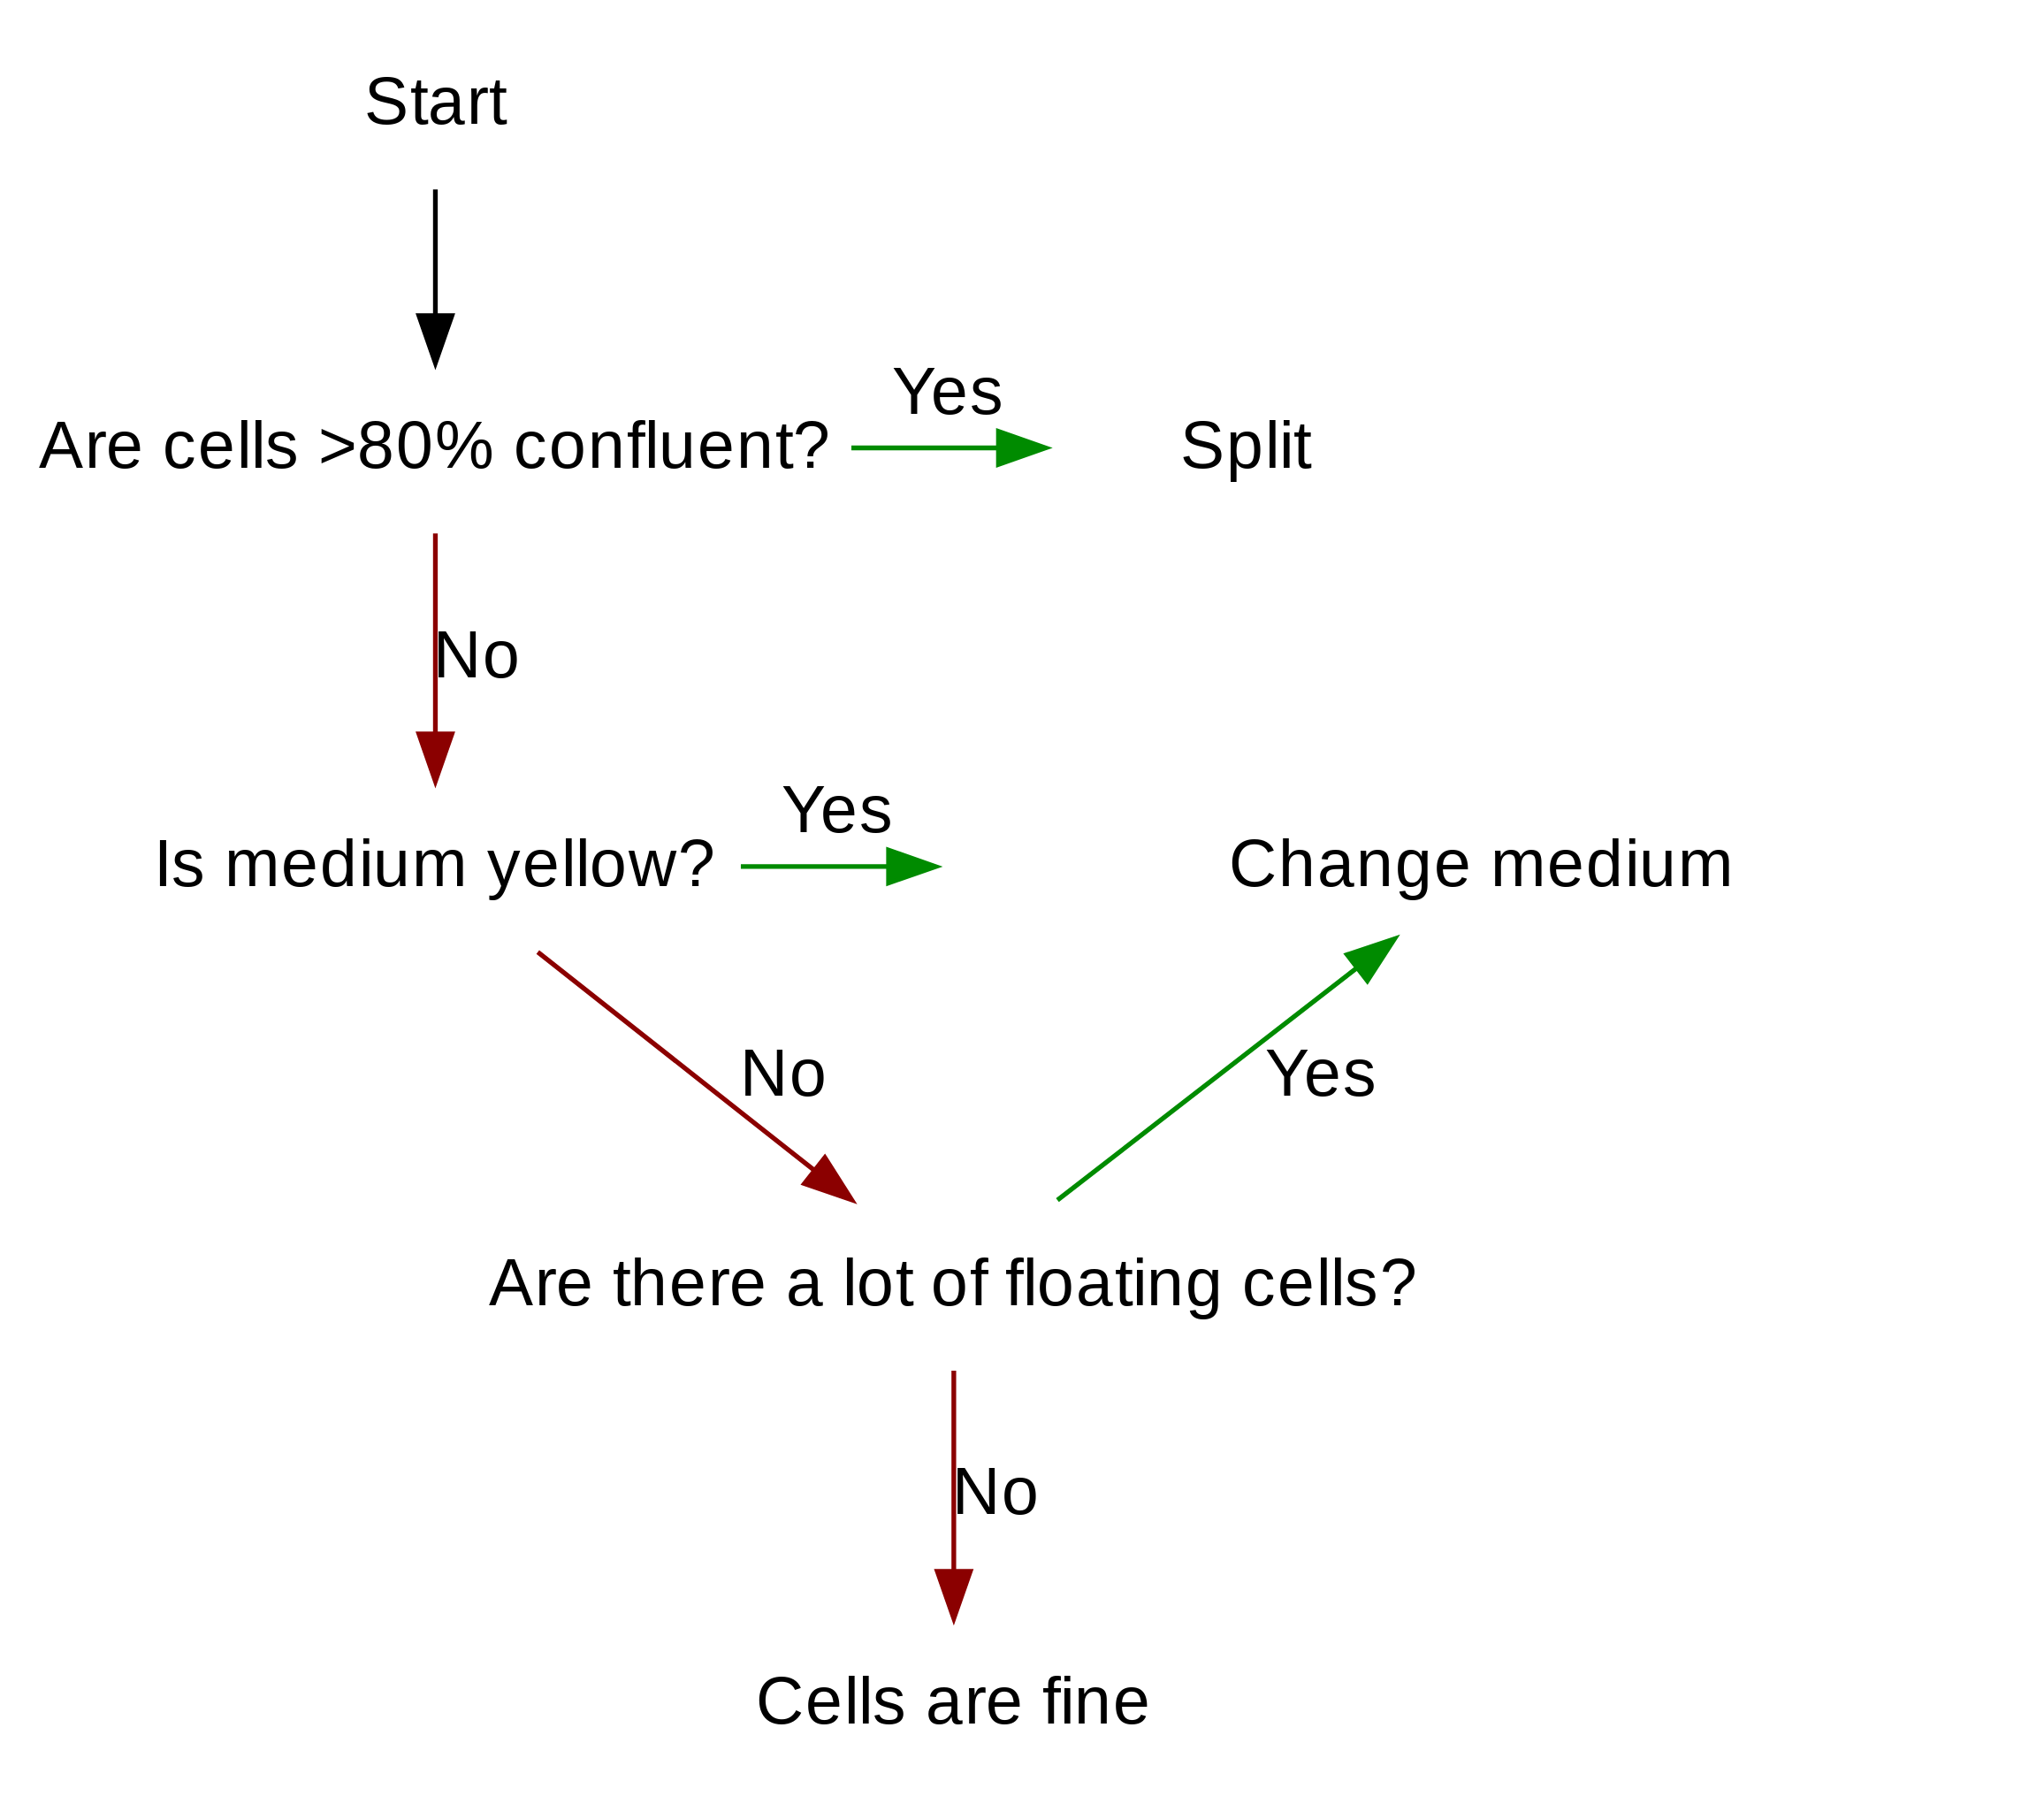 Start
Yes
Are cells >80% confluent?
Split
No
Yes
Is medium yellow?
Change medium
No
Yes
Are there a lot of floating cells?
No
Cells are fine